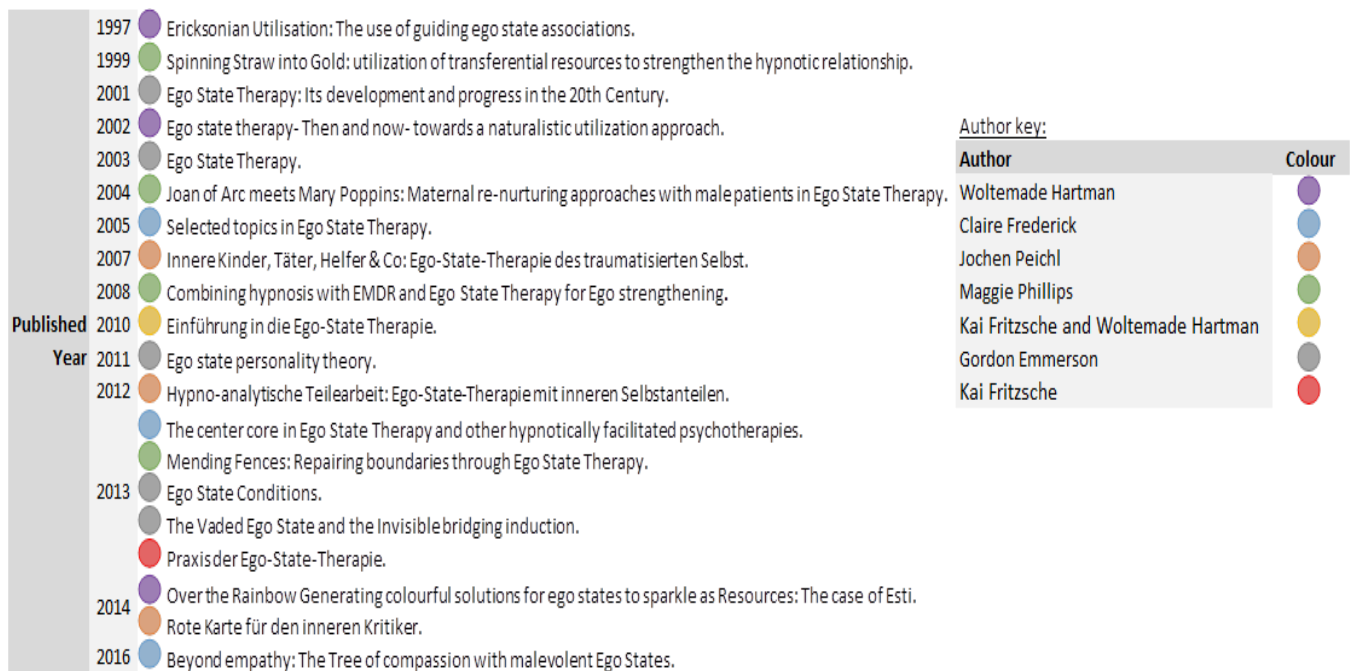 1997 Ericksonian Utilisation: The use of guiding ego state associations.
1999 Spinning Straw into Gold: utilization of transferential resources to strengthen the hypnotic relationship.
2001 Ego State Therapy: Its development and progress in the 20th Century.
2002 Ego state therapy- Then and now- towards a naturalistic utilization approach.
2003 Ego State Therapy.
2004 Joan of Arc meets Mary Poppins: Maternal re-nurturing approaches with male patients in Ego State Therapy.
2005 Selected topics in Ego State Therapy.
2007 Innere Kinder, Täter, Helfer & Co: Ego-State-Therapie des traumatisierten Selbst.
2008 Combining hypnosis with EMDR and Ego State Therapy for Ego strengthening.
Published 2010 Einführung in die Ego-State Therapie.
Year 2011 Ego state personality theory.
2012 Hypno-analytische Teilearbeit: Ego-State-Therapie mit inneren Selbstanteilen.
The center core in Ego State Therapy and other hypnotically facilitated psychotherapies.
Mending Fences: Repairing boundaries through Ego State Therapy.
2013 Ego State Conditions.
The Vaded Ego State and the Invisible bridging induction.
Praxis der Ego-State-Therapie.
2014
Over the Rainbow Generating colourful solutions for ego states to sparkle as Resources: The case of Esti.
Rote Karte für den inneren Kritiker.
2016 Beyond empathy: The Tree of compassion with malevolent Ego States.
Author key:
Author Colour
Woltemade Hartman
Claire Frederick
Jochen Peichl
Maggie Phillips
Kai Fritzsche and Woltemade Hartman
Gordon Emmerson
Kai Fritzsche